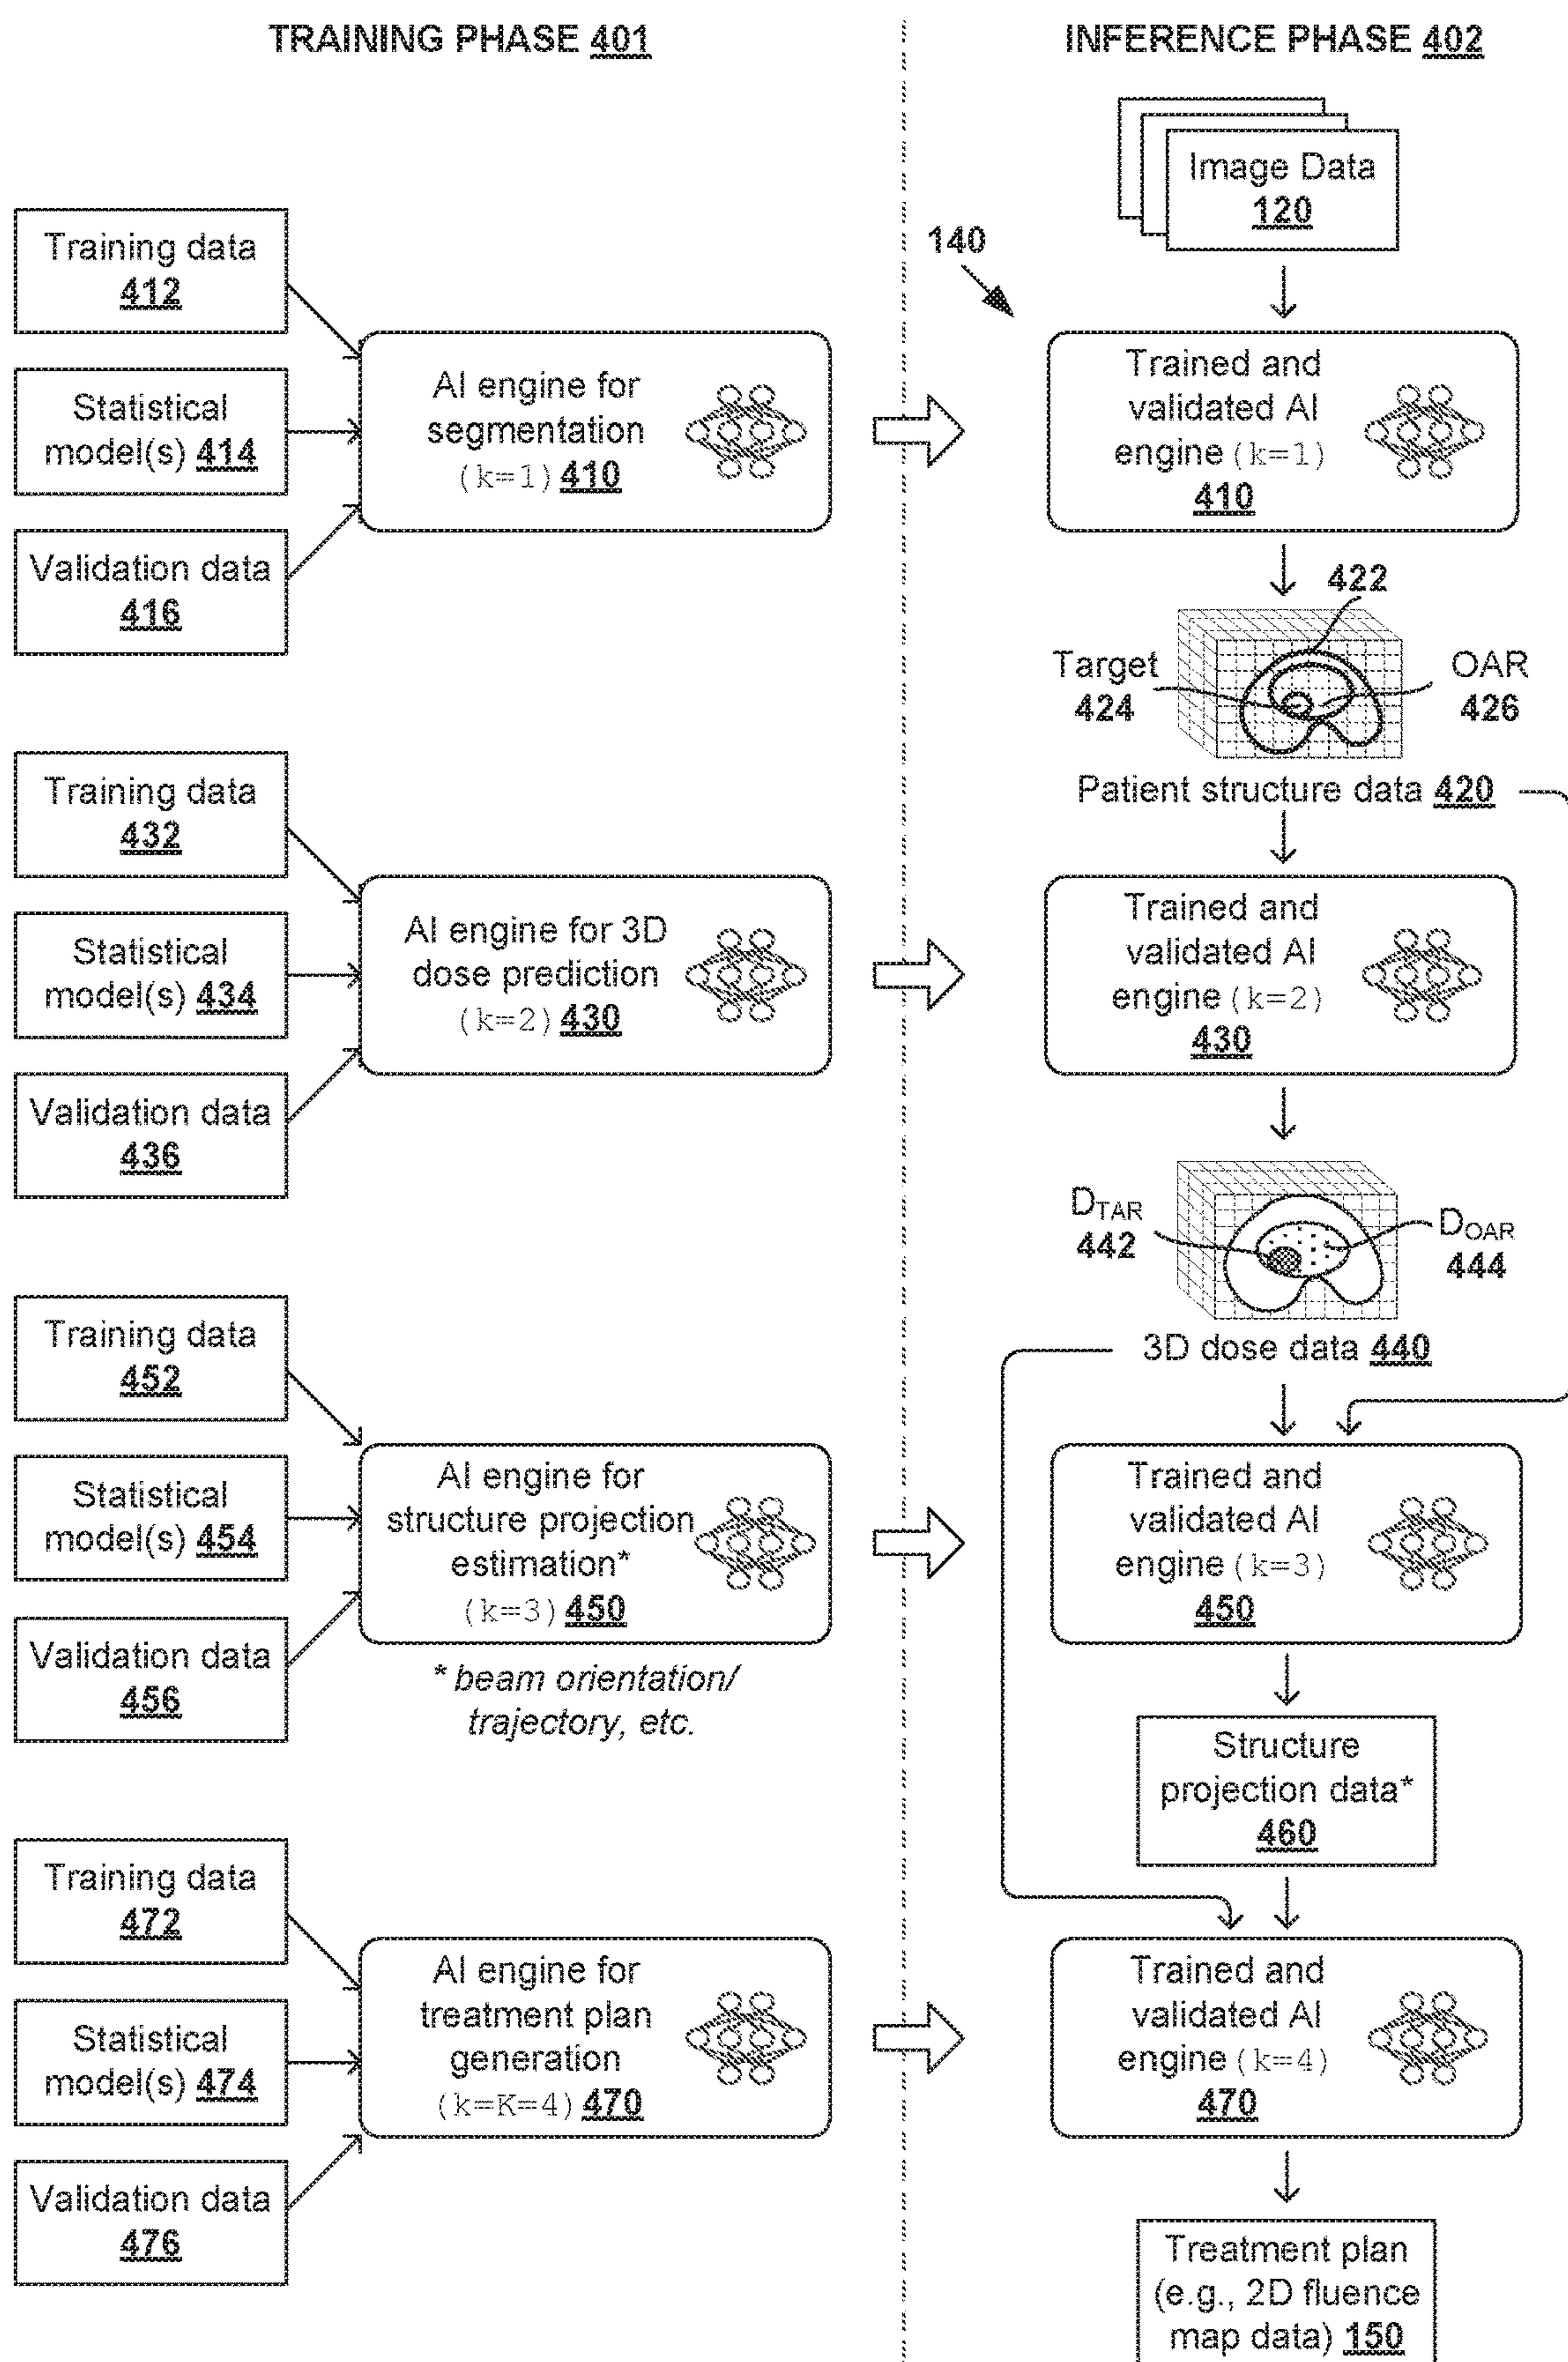 TRAINING PHASE 401
INFERENCE PHASE 402
Image Data
120
140
Training data
412
Statistical
model(s) 414
Validation data
416
AI engine for
segmentation
(k=1) 410
Trained and
validated AI
engine (k=1)
410
422
Target
424
OAR
426
Patient structure data 420
Training data
432
Statistical
model(s) 434
Validation data
436
AI engine for 3D
dose prediction
(k=2) 430
Trained and
validated AI
engine (k=2)
430
DTAR
442
DOAR
444
3D dose data 440
Training data
452
Statistical
model(s) 454
Validation data
456
AI engine for
structure projection
estimation*
(k=3) 450
* beam orientation/
trajectory, etc.
Trained and
validated AI
engine (k=3)
450
Structure
projection data*
460
Training data
472
Statistical
model(s) 474
Validation data
476
AI engine for
treatment plan
generation
(k=K=4) 470
Trained and
validated AI
engine (k=4)
470
Treatment plan
(e.g., 2D fluence
map data) 150